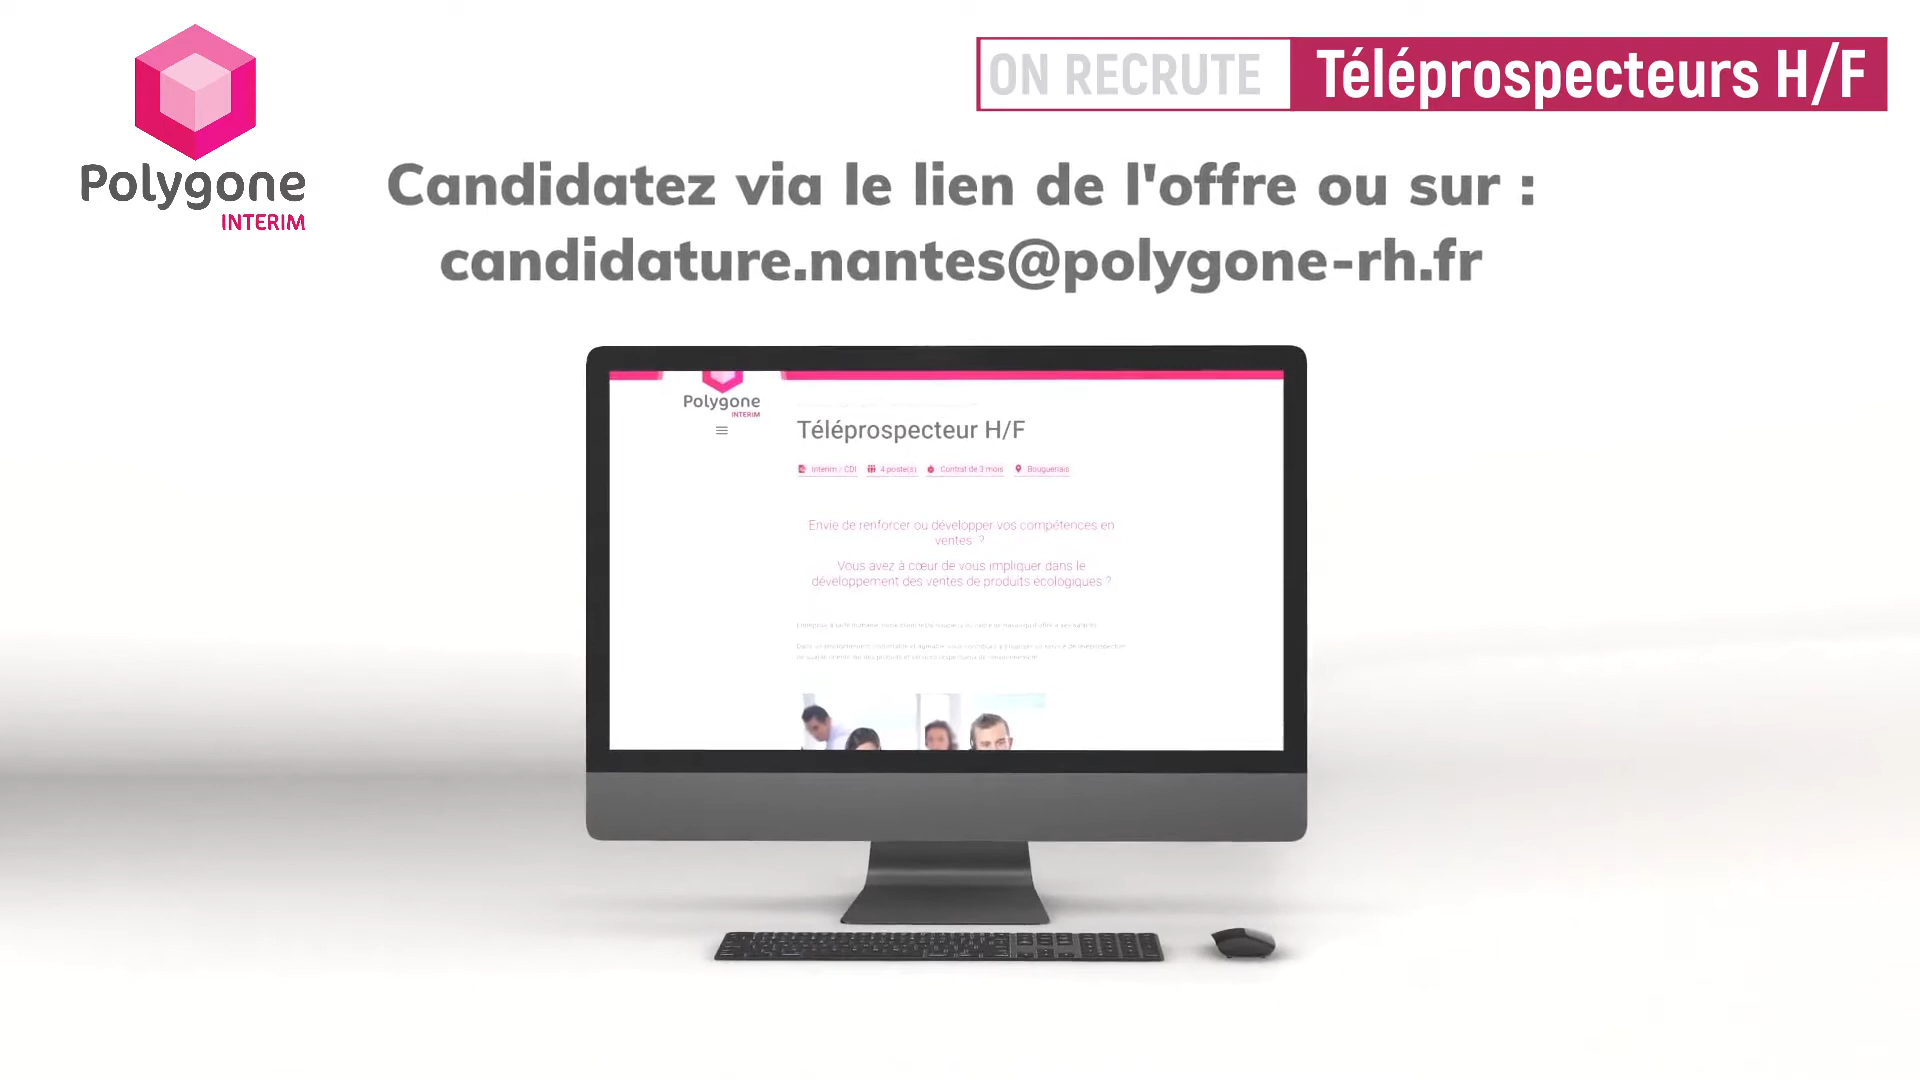 Polygone
INTERIM
ON RECRUTE Téléprospecteurs H/F
Candidatez via le lien de l'offre ou sur :
candidature.nantes@polygone-rh.fr
Polygone
INTERIM
Téléprospecteur H/F
Interim / CDI 4 poste(s) Contrat de 3 mois Bouguenais
Envie de renforcer ou développer vos compétences en
ventes ?
Vous avez à cœur de vous impliquer dans le
développement des ventes de produits écologiques ?